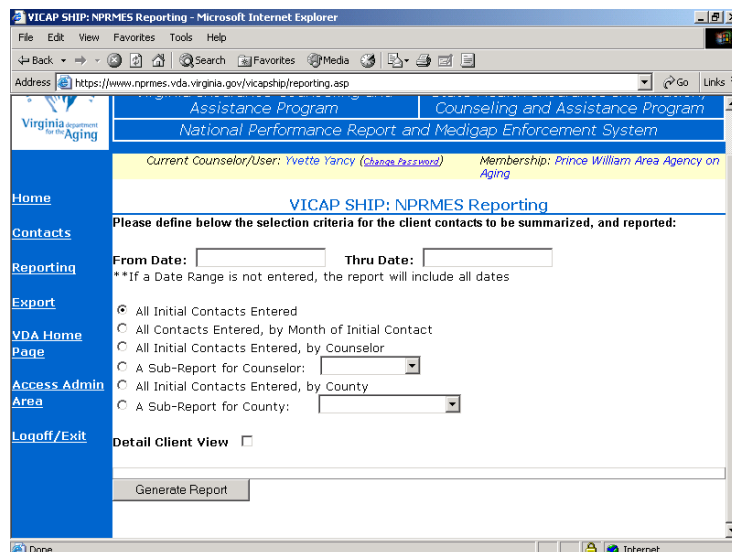 VICAP SHIP: NPRMES Reporting - Microsoft Internet Explorer
File Edit View Favorites Tools Help
Back Search Favorites Media
Address https://www.nprmes.vda.virginia.gov/vicapship/reporting.asp Go Links
Assistance Program Counseling and Assistance Program
Virginia department for the Aging
National Performance Report and Medigap Enforcement System
Current Counselor/User: Yvette Yancy (Change Password) Membership: Prince William Area Agency on
Aging
Home
VICAP SHIP: NPRMES Reporting
Please define below the selection criteria for the client contacts to be summarized, and reported:
Contacts
From Date: Thru Date:
Reporting
**If a Date Range is not entered, the report will include all dates
Export
All Initial Contacts Entered
All Contacts Entered, by Month of Initial Contact
VDA Home
Page
All Initial Contacts Entered, by Counselor
A Sub-Report for Counselor:
Access Admin
Area
All Initial Contacts Entered, by County
A Sub-Report for County:
Logoff/Exit
Detail Client View
Generate Report
Done Internet